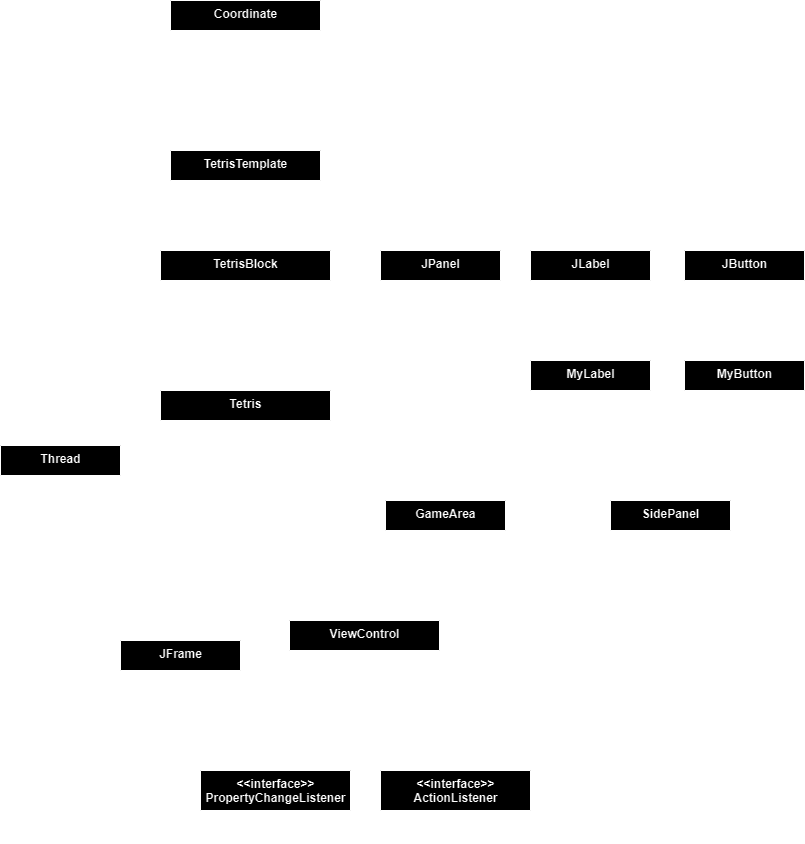 Coordinate
TetrisTemplate
TetrisBlock
JPanel
JLabel
JButton
MyLabel
MyButton
Tetris
Thread
GameArea
SidePanel
ViewControl
JFrame
<<interface>>
PropertyChangeListener
<<interface>>
ActionListener